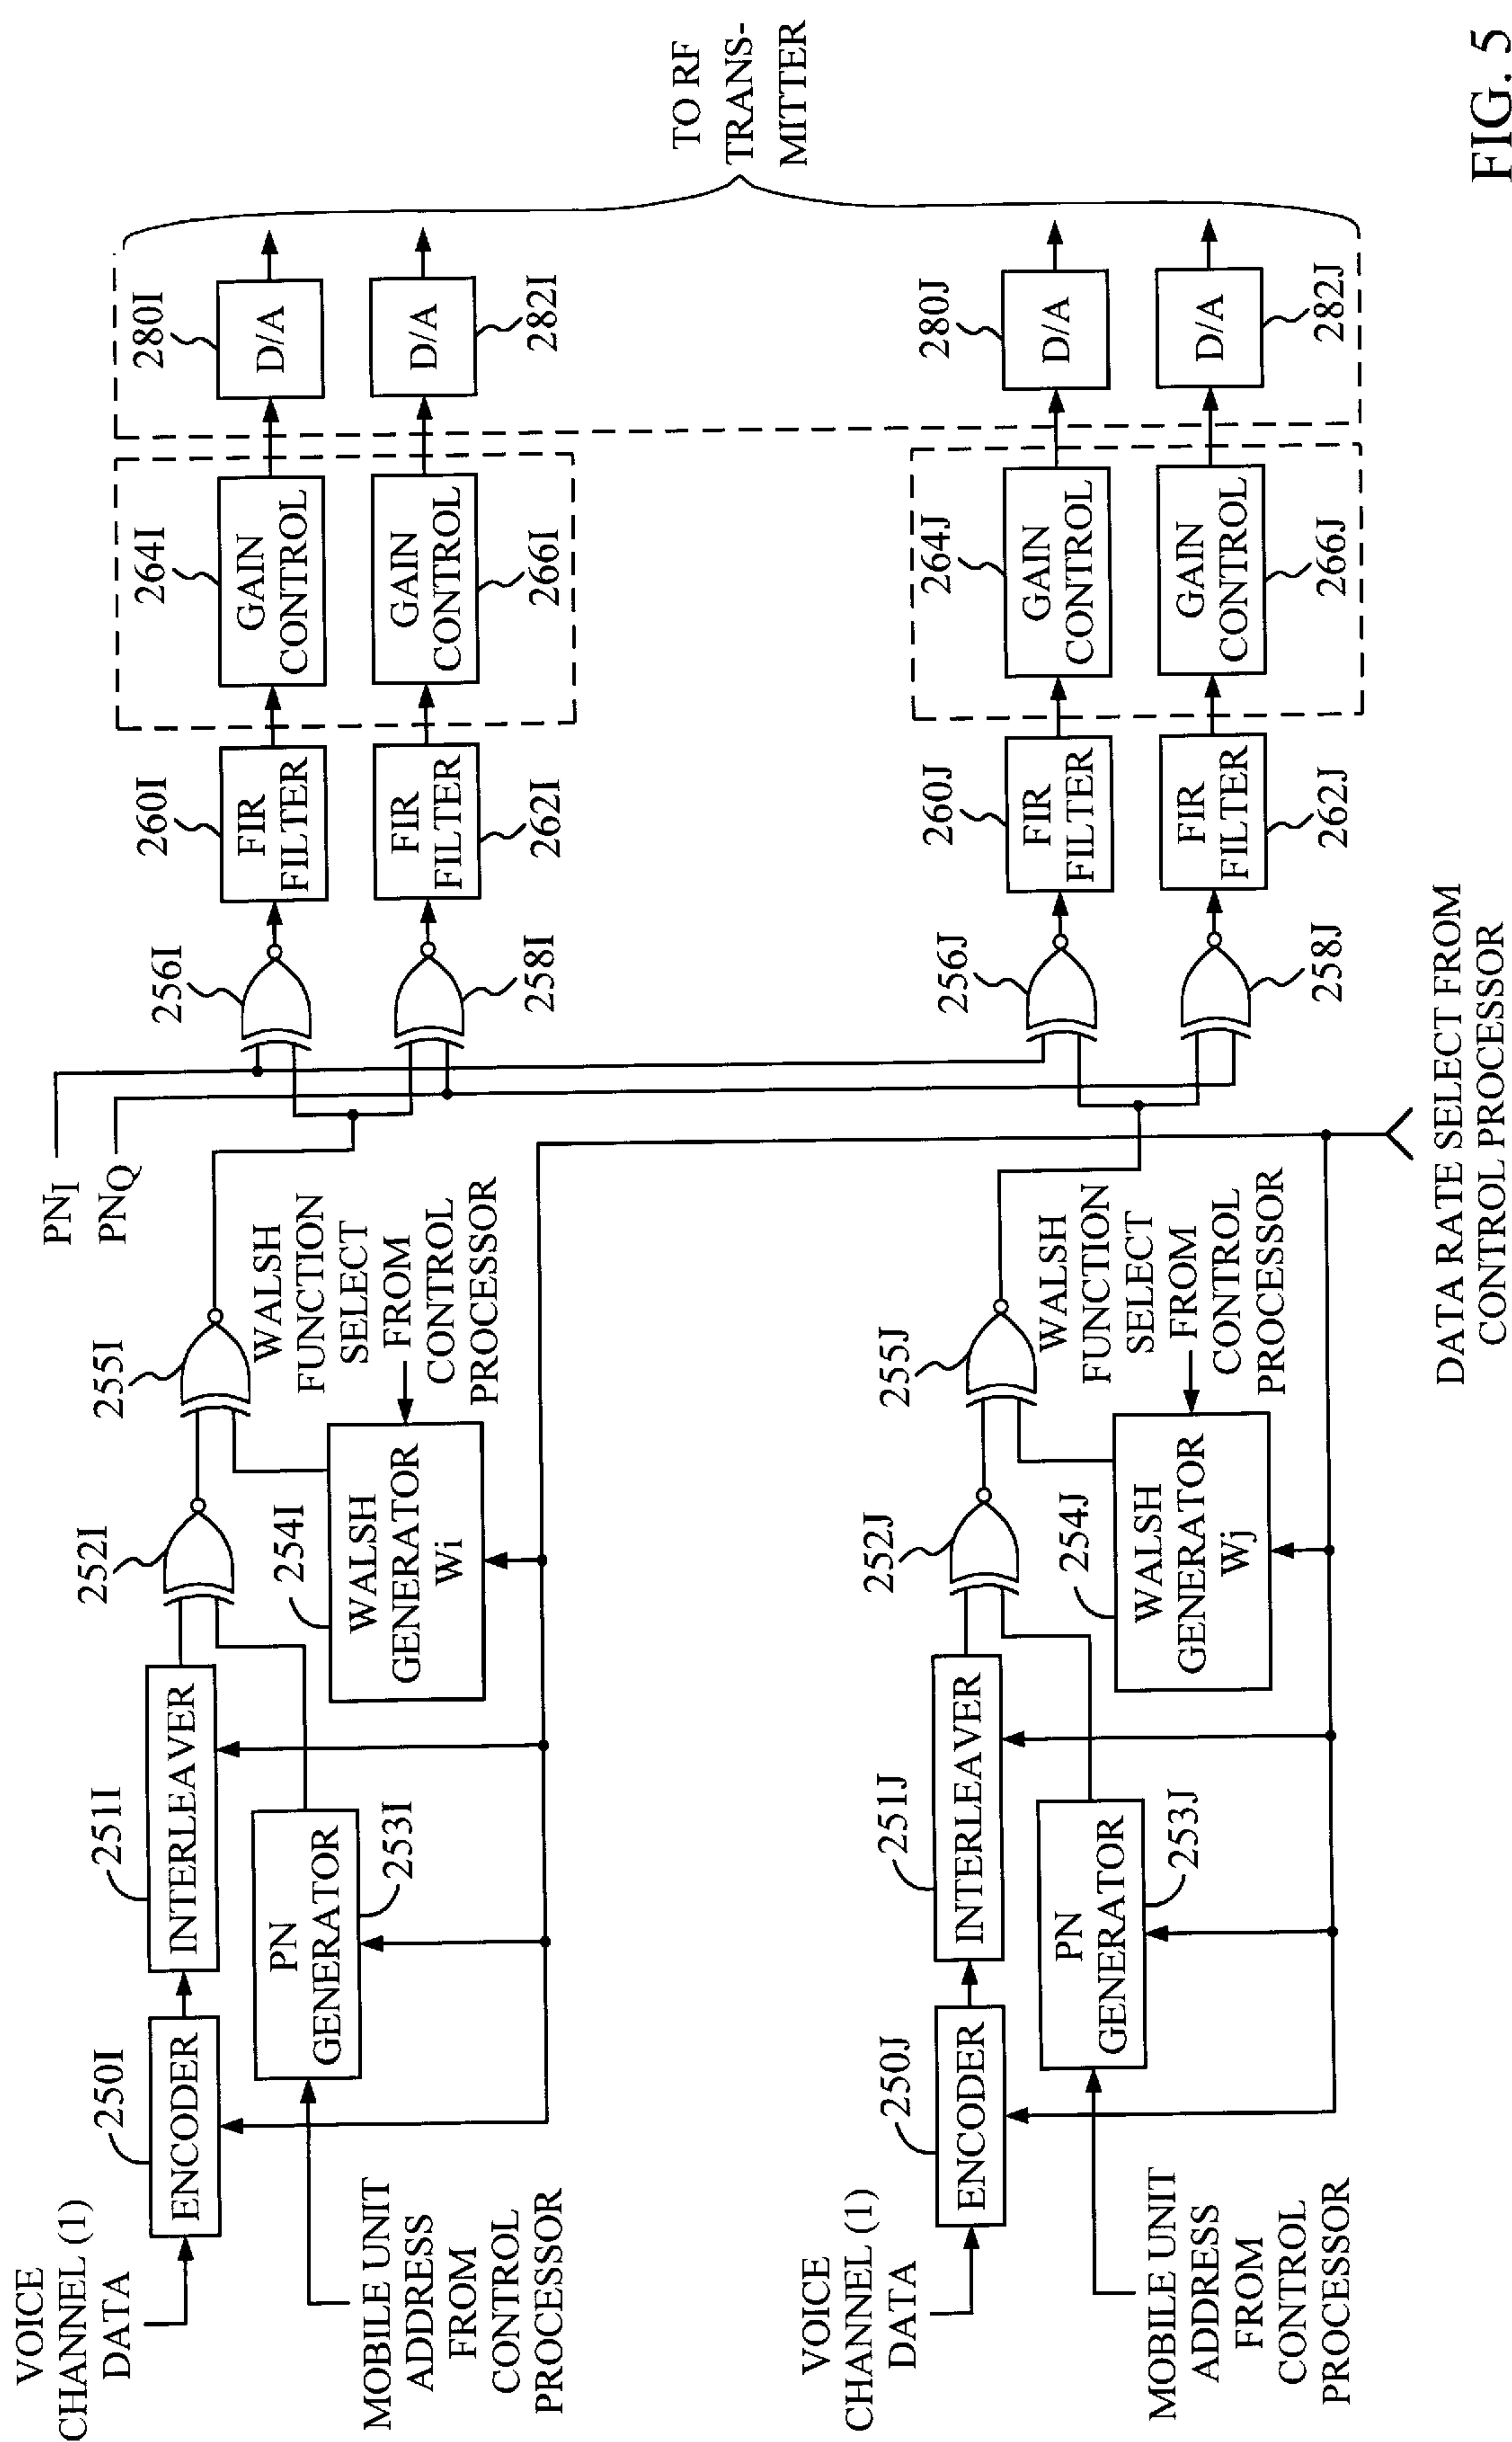 VOICE
CHANNEL (1)
DATA
250I
ENCODER
251I
INTERLEAVER
252I
255I
MOBILE UNIT
ADDRESS
FROM
CONTROL
PROCESSOR
PN
GENERATOR
253I
254I
WALSH
GENERATOR
Wi
WALSH
FUNCTION
SELECT
FROM
CONTROL
PROCESSOR
PNI
PNQ
256I
258I
260I
FIR
FILTER
FIR
FILTER
262I
264I
GAIN
CONTROL
GAIN
CONTROL
266I
280I
D/A
D/A
282I
TO RF
TRANS-
MITTER
VOICE
CHANNEL (1)
DATA
250J
ENCODER
251J
INTERLEAVER
252J
255J
MOBILE UNIT
ADDRESS
FROM
CONTROL
PROCESSOR
PN
GENERATOR
253J
254J
WALSH
GENERATOR
Wj
WALSH
FUNCTION
SELECT
FROM
CONTROL
PROCESSOR
256J
258J
260J
FIR
FILTER
FIR
FILTER
262J
264J
GAIN
CONTROL
GAIN
CONTROL
266J
280J
D/A
D/A
282J
DATA RATE SELECT FROM
CONTROL PROCESSOR
FIG. 5